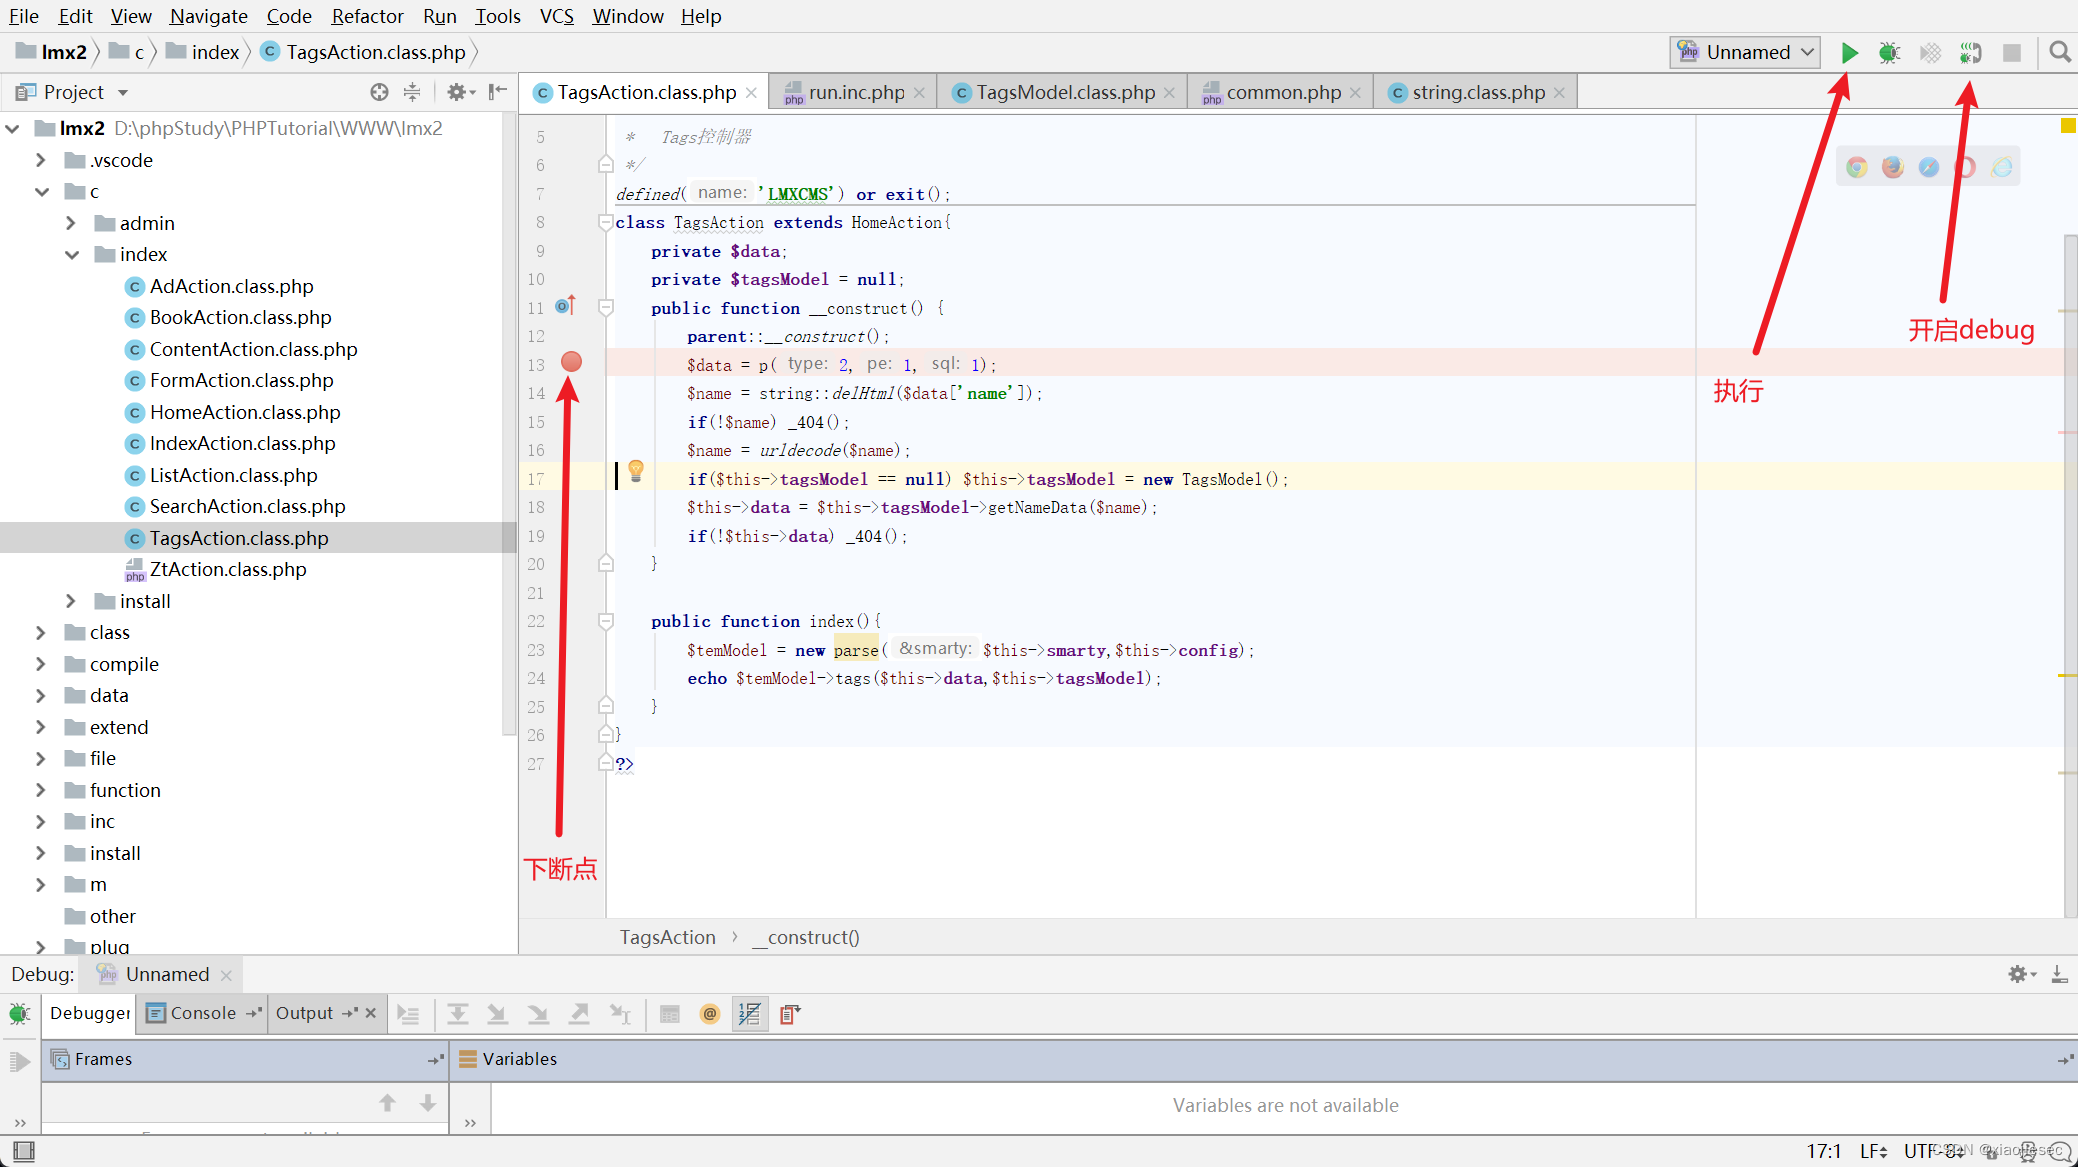 File Edit View Navigate Code Refactor Run Tools VCS Window Help
lmx2 c index TagsAction.class.php
Unnamed
Project
TagsAction.class.php run.inc.php TagsModel.class.php common.php string.class.php
lmx2 D:\phpStudy\PHPTutorial\WWW\lmx2
.vscode
c
admin
index
AdAction.class.php
BookAction.class.php
ContentAction.class.php
FormAction.class.php
HomeAction.class.php
IndexAction.class.php
ListAction.class.php
SearchAction.class.php
TagsAction.class.php
ZtAction.class.php
install
class
compile
data
extend
file
function
inc
install
m
other
plug
5 * Tags控制器
6 */
7 defined( name: 'LMXCMS') or exit();
8 class TagsAction extends HomeAction{
9 private $data;
10 private $tagsModel = null;
11 public function __construct() {
12 parent::__construct();
13 $data = p( type: 2, pe: 1, sql: 1);
14 $name = string::delHtml($data['name']);
15 if(!$name) _404();
16 $name = urldecode($name);
17 if($this->tagsModel == null) $this->tagsModel = new TagsModel();
18 $this->data = $this->tagsModel->getNameData($name);
19 if(!$this->data) _404();
20 }
21
22 public function index(){
23 $temModel = new parse( &smarty: $this->smarty,$this->config);
24 echo $temModel->tags($this->data,$this->tagsModel);
25 }
26 }
27 ?>
开启debug
执行
下断点
TagsAction › __construct()
Debug: Unnamed
Debugger Console Output
Frames Variables
Variables are not available
17:1 LF UTF-8
CSDN @xiaojiesec